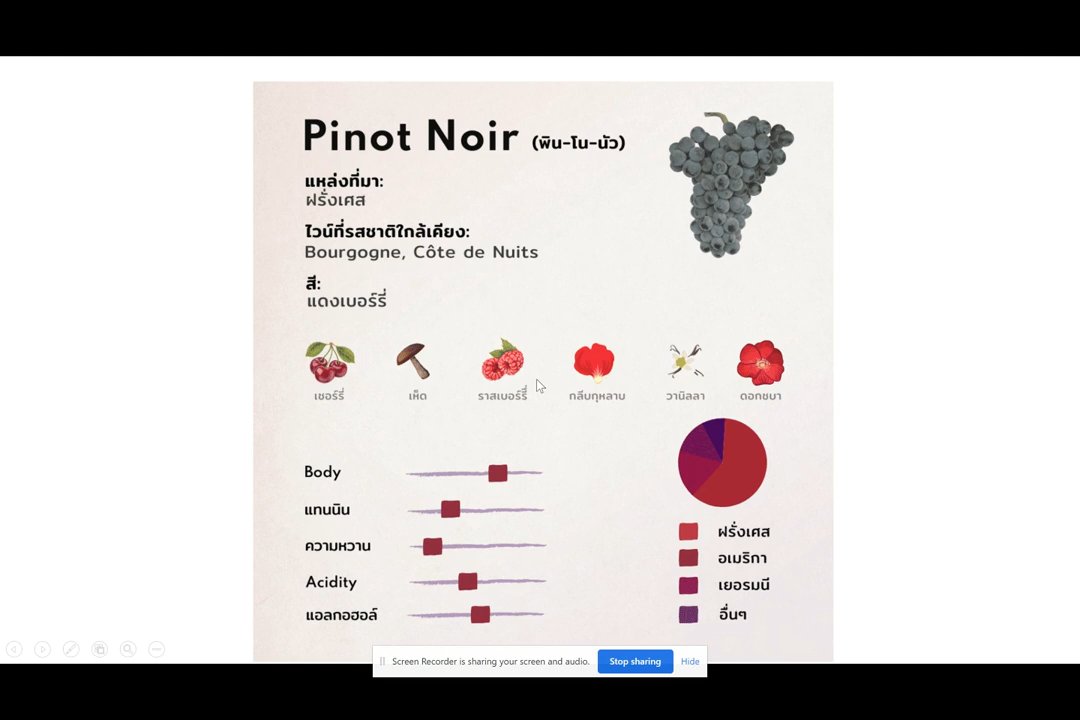 Pinot Noir (พิน-โน-นัว)
แหล่งที่มา:
ฝรั่งเศส
ไวน์ที่รสชาติใกล้เคียง:
Bourgogne, Côte de Nuits
สี:
แดงเบอร์รี่
เชอร์รี่
เห็ด
ราสเบอร์รี่
กลีบกุหลาบ
วานิลลา
ดอกชบา
Body
แทนนิน
ความหวาน
Acidity
แอลกอฮอล์
ฝรั่งเศส
อเมริกา
เยอรมนี
อื่นๆ
Screen Recorder is sharing your screen and audio. Stop sharing Hide